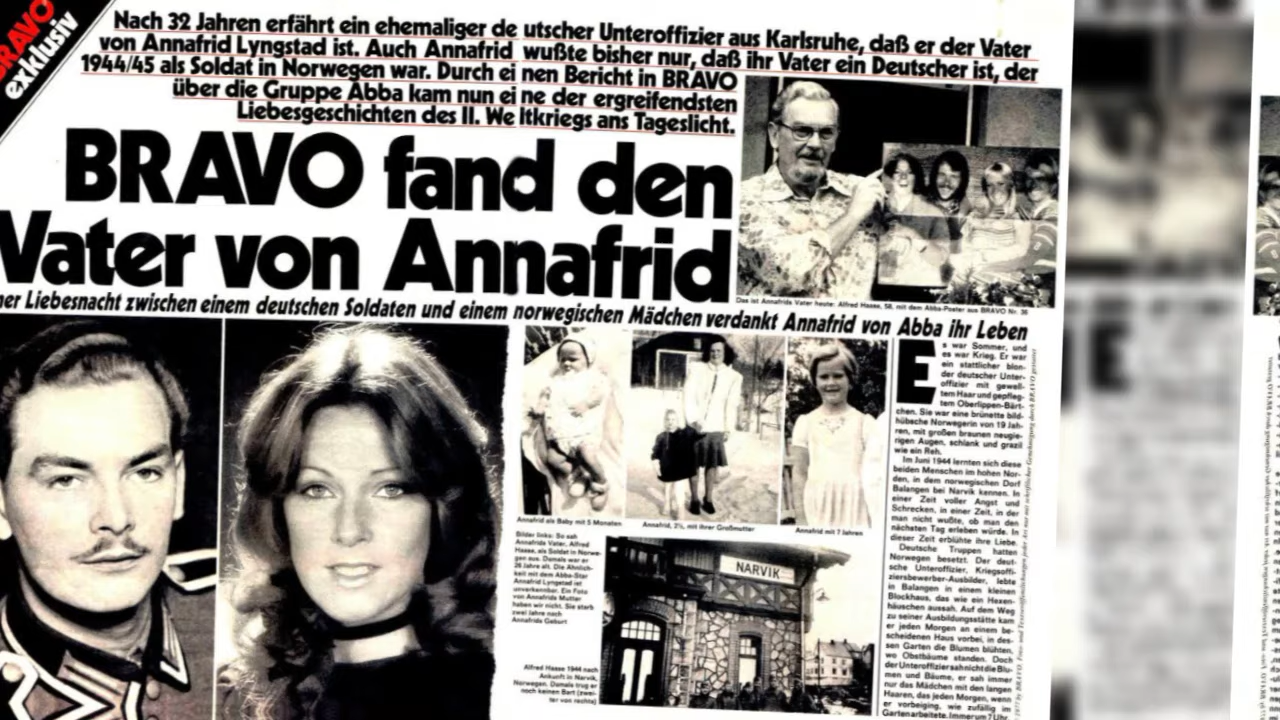 BRAVO
exklusiv
Nach 32 Jahren erfährt ein ehemaliger de utscher Unteroffizier aus Karlsruhe, daß er der Vater
von Annafrid Lyngstad ist. Auch Annafrid wußte bisher nur, daß ihr Vater ein Deutscher ist, der
1944/45 als Soldat in Norwegen war. Durch ei nen Bericht in BRAVO
über die Gruppe Abba kam nun ei ne der ergreifendsten
Liebesgeschichten des II. We ltkriegs ans Tageslicht.
BRAVO fand den
Vater von Annafrid
Das ist Annafrids Vater heute: Alfred Haase, 58, mit dem Abba-Poster aus BRAVO Nr. 36
ner Liebesnacht zwischen einem deutschen Soldaten und einem norwegischen Mädchen verdankt Annafrid von Abba ihr Leben
Annafrid als Baby mit 5 Monaten
Annafrid, 2½, mit ihrer Großmutter
Annafrid mit 7 Jahren
Bilder links: So sah
Annafrids Vater, Alfred
Haase, als Soldat in Norwe-
gen aus. Damals war er
26 Jahre alt. Die Ähnlich-
keit mit dem Abba-Star
Annafrid Lyngstad ist
unverkennbar. Ein Foto
von Annafrids Mutter
haben wir nicht. Sie starb
zwei Jahre nach
Annafrids Geburt
NARVIK
Alfred Haase 1944 nach
Ankunft in Narvik,
Norwegen. Damals trug er
noch keinen Bart (zwei-
ter von rechts)
Es war Sommer, und
es war Krieg. Er war
ein stattlicher blon-
der deutscher Unter-
offizier mit gewell-
tem Haar und gepfleg-
tem Oberlippen-Bärt-
chen. Sie war eine brünette bild-
hübsche Norwegerin von 19 Jah-
ren, mit großen braunen neugie-
rigen Augen, schlank und grazil
wie ein Reh.
Im Juni 1944 lernten sich diese
beiden Menschen im hohen Nor-
den, in dem norwegischen Dorf
Balangen bei Narvik kennen. In
einer Zeit voller Angst und
Schrecken, in einer Zeit, in der
man nicht wußte, ob man den
nächsten Tag erleben würde. In
dieser Zeit erblühte ihre Liebe.
Deutsche Truppen hatten
Norwegen besetzt. Der deut-
sche Unteroffizier, Kriegsoffi-
ziersbewerber-Ausbilder, lebte
in Balangen in einem kleinen
Blockhaus, das wie ein Hexen-
häuschen aussah. Auf dem Weg
zu seiner Ausbildungsstätte kam
er jeden Morgen an einem be-
scheidenen Haus vorbei, in des-
sen Garten die Blumen blühten,
wo Obstbäume standen. Doch
der Unteroffizier sah nicht die Blu-
men und Bäume, er sah immer
nur das Mädchen mit den langen
Haaren, das jeden Morgen, wenn
er vorbeiging, wie zufällig im
Garten arbeitete. Immer um 7 Uhr,